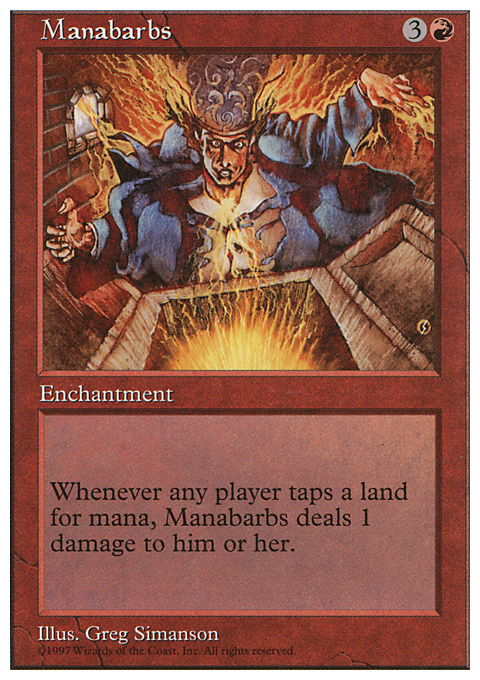 Manabarbs 3
Enchantment
Whenever any player taps a land
for mana, Manabarbs deals 1
damage to him or her.
Illus. Greg Simanson
©1997 Wizards of the Coast, Inc. All rights reserved.